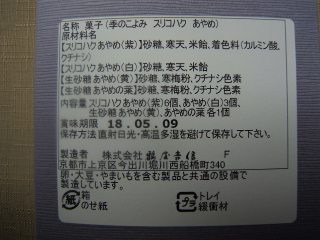 名称 菓子(季のこよみ スリコハク あやめ)
原材料名
【スリコハクあやめ(紫)】砂糖、寒天、米飴、着色料(カルミン酸、
クチナシ)
【スリコハクあやめ(白)】砂糖、寒天、米飴
【生砂糖あやめ(黄)】砂糖、寒梅粉、クチナシ色素
【生砂糖あやめの葉】砂糖、寒梅粉、クチナシ色素
内容量 スリコハクあやめ(紫)6個、あやめ(白)3個、
生砂糖あやめ(黄)、あやめの葉各1個
賞味期限 18.05.09
保存方法 直射日光・高温多湿を避けて保存して下さい。
製造者 株式会社 鶴屋吉信 F
京都市上京区今出川堀川西船橋町340
卵・大豆・やまいもを含む製品と共通の設備で
製造しています。
紙 箱 のせ紙
プラ トレイ 緩衝材